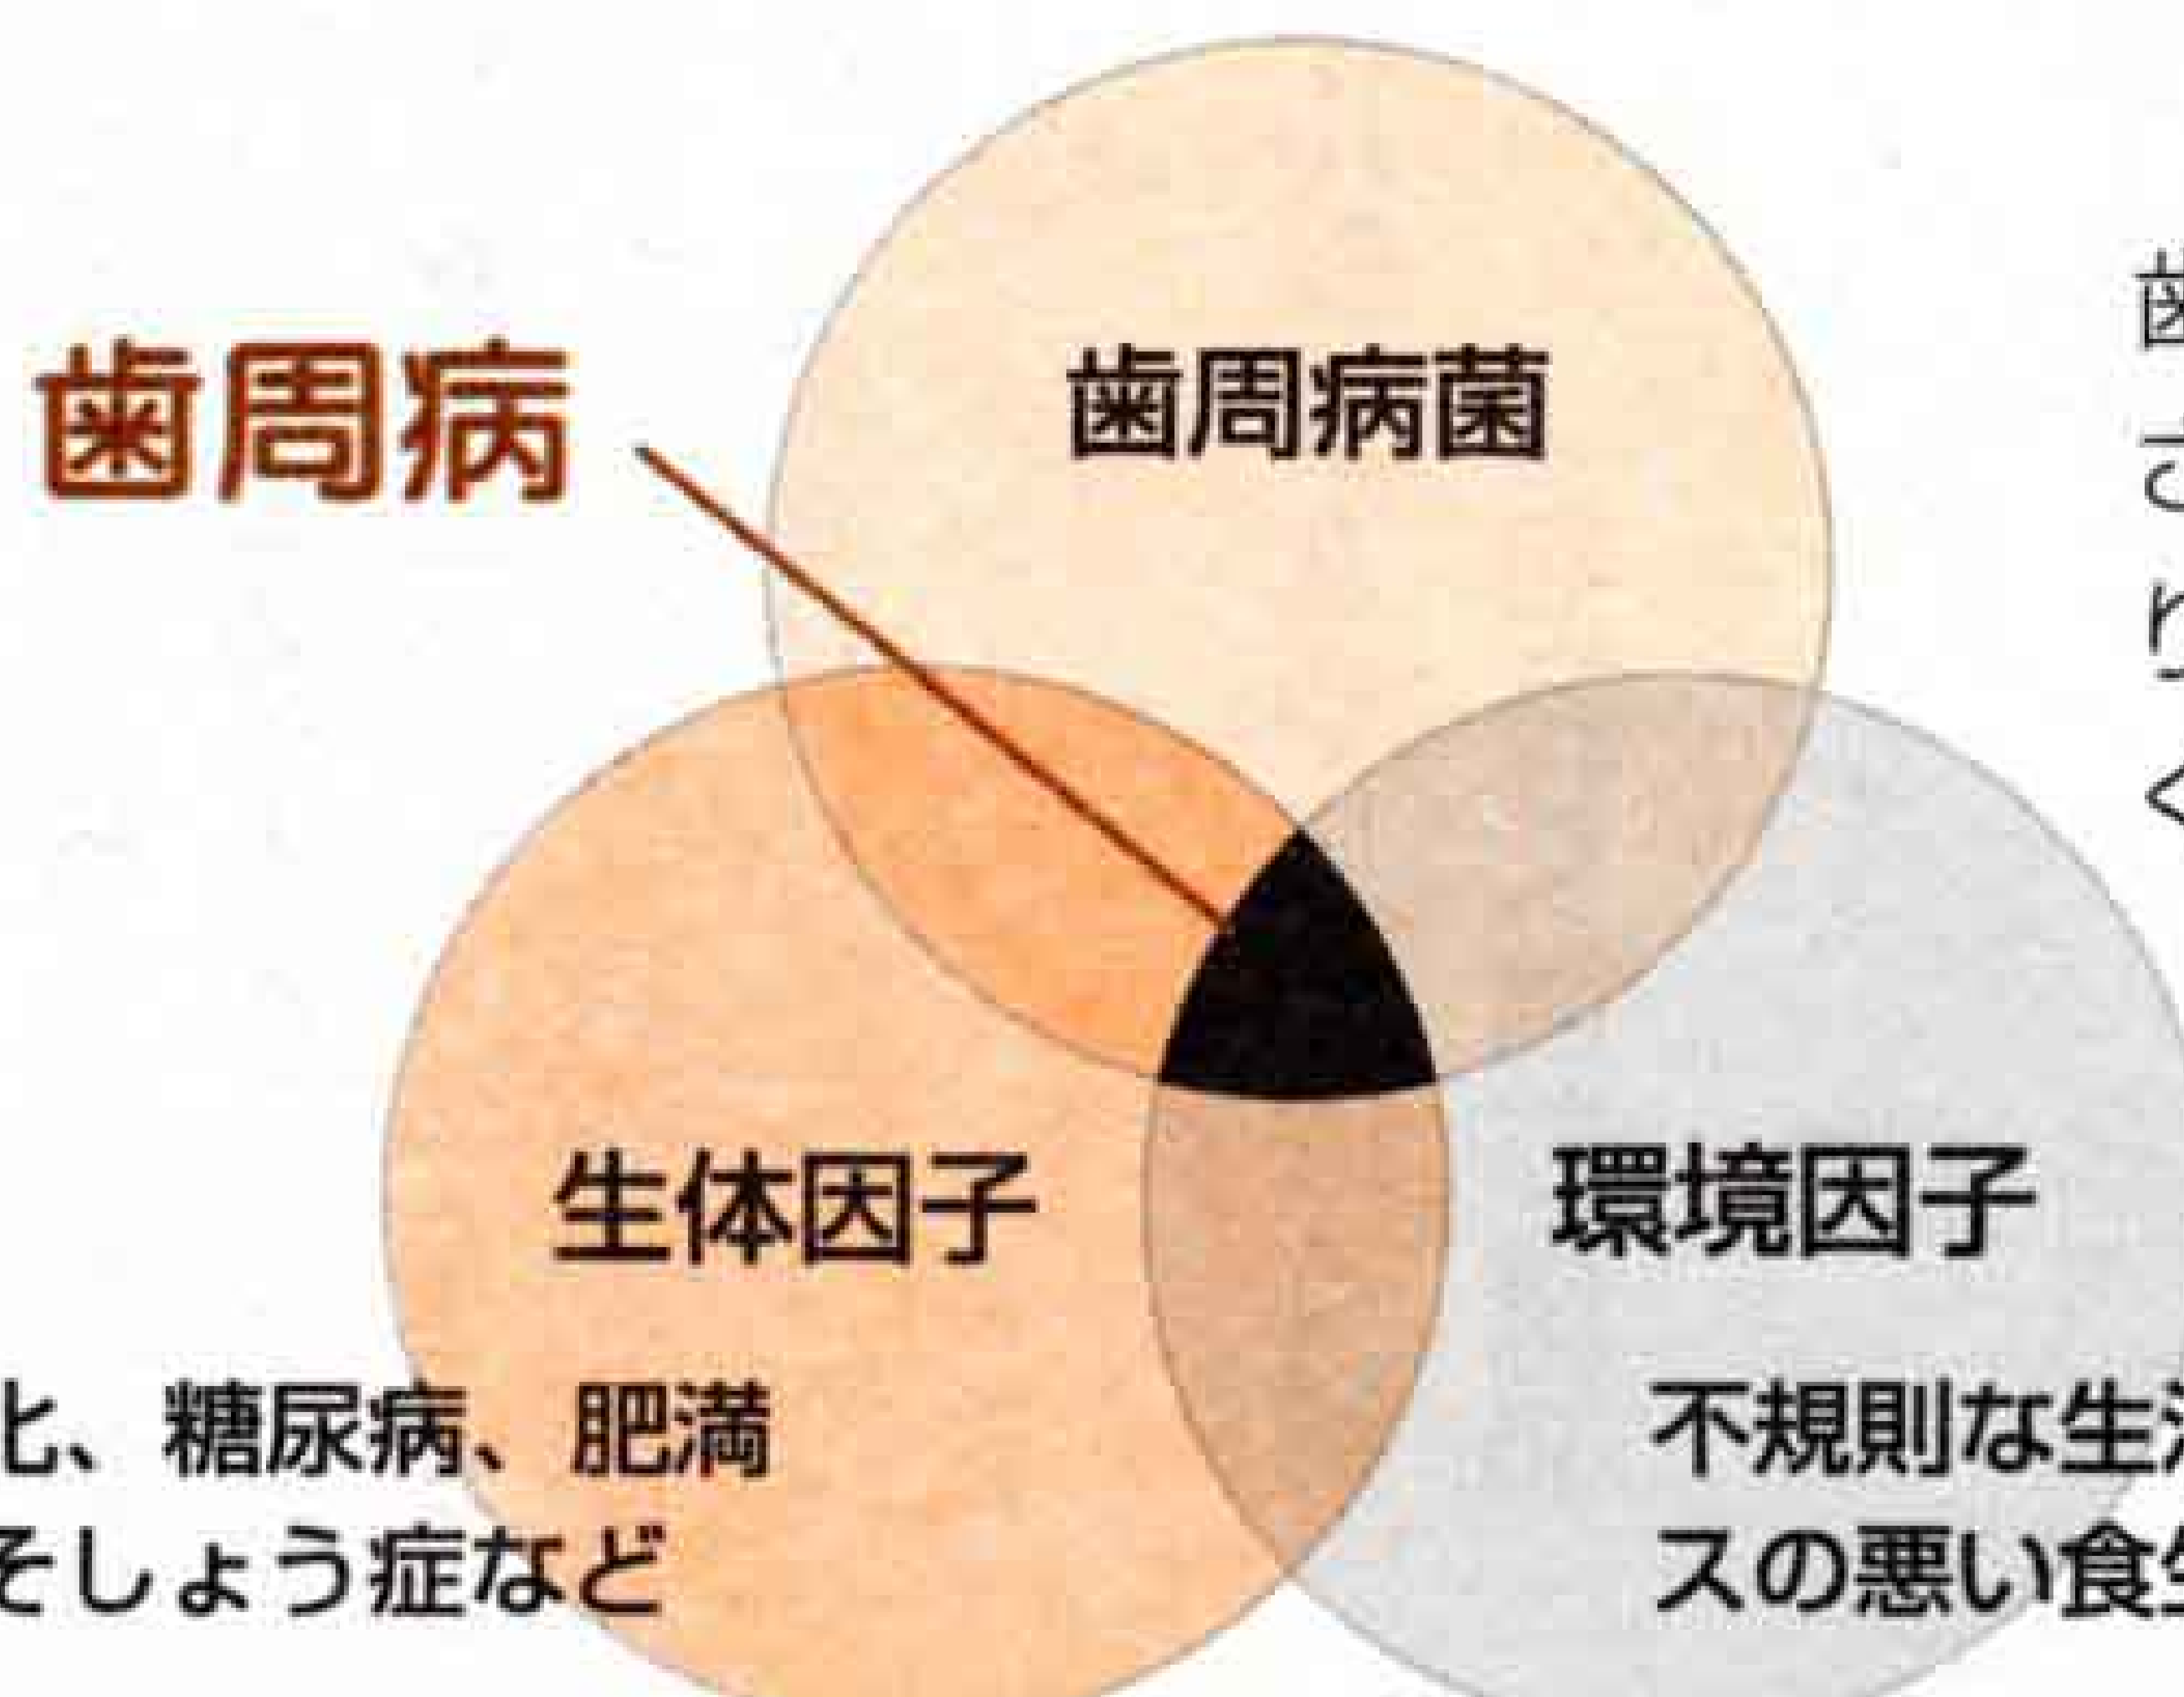 歯周病
歯周病菌
生体因子
環境因子
、糖尿病、肥満
そしょう症など
不規則な生
スの悪い食